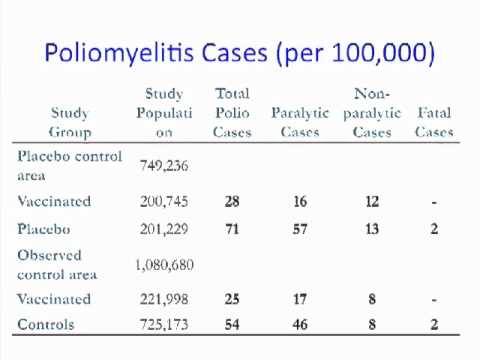 Poliomyelitis Cases (per 100,000)
Study Group Study Populati on Total Polio Cases Paralytic Cases Non-paralytic Cases Fatal Cases
Placebo control area 749,236
Vaccinated 200,745 28 16 12 -
Placebo 201,229 71 57 13 2
Observed control area 1,080,680
Vaccinated 221,998 25 17 8 -
Controls 725,173 54 46 8 2